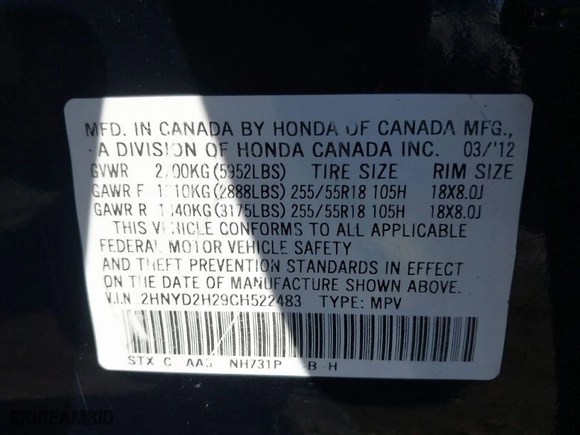 MFD. IN CANADA BY HONDA OF CANADA MFG.,
A DIVISION OF HONDA CANADA INC. 03/'12
GVWR (5952LBS) TIRE SIZE RIM SIZE
GAWR F (2888LBS) 255/55R18 105H 18X8.0J
GAWR R (3175LBS) 255/55R18 105H 18X8.0J
THIS VEHICLE CONFORMS TO ALL APPLICABLE
FEDERAL MOTOR VEHICLE SAFETY
AND THEFT PREVENTION STANDARDS IN EFFECT
ON THE DATE OF MANUFACTURE SHOWN ABOVE.
V.I.N. 2HNYD2H29CH522483 TYPE: MPV
STX C NH731P B H
DREAMBID